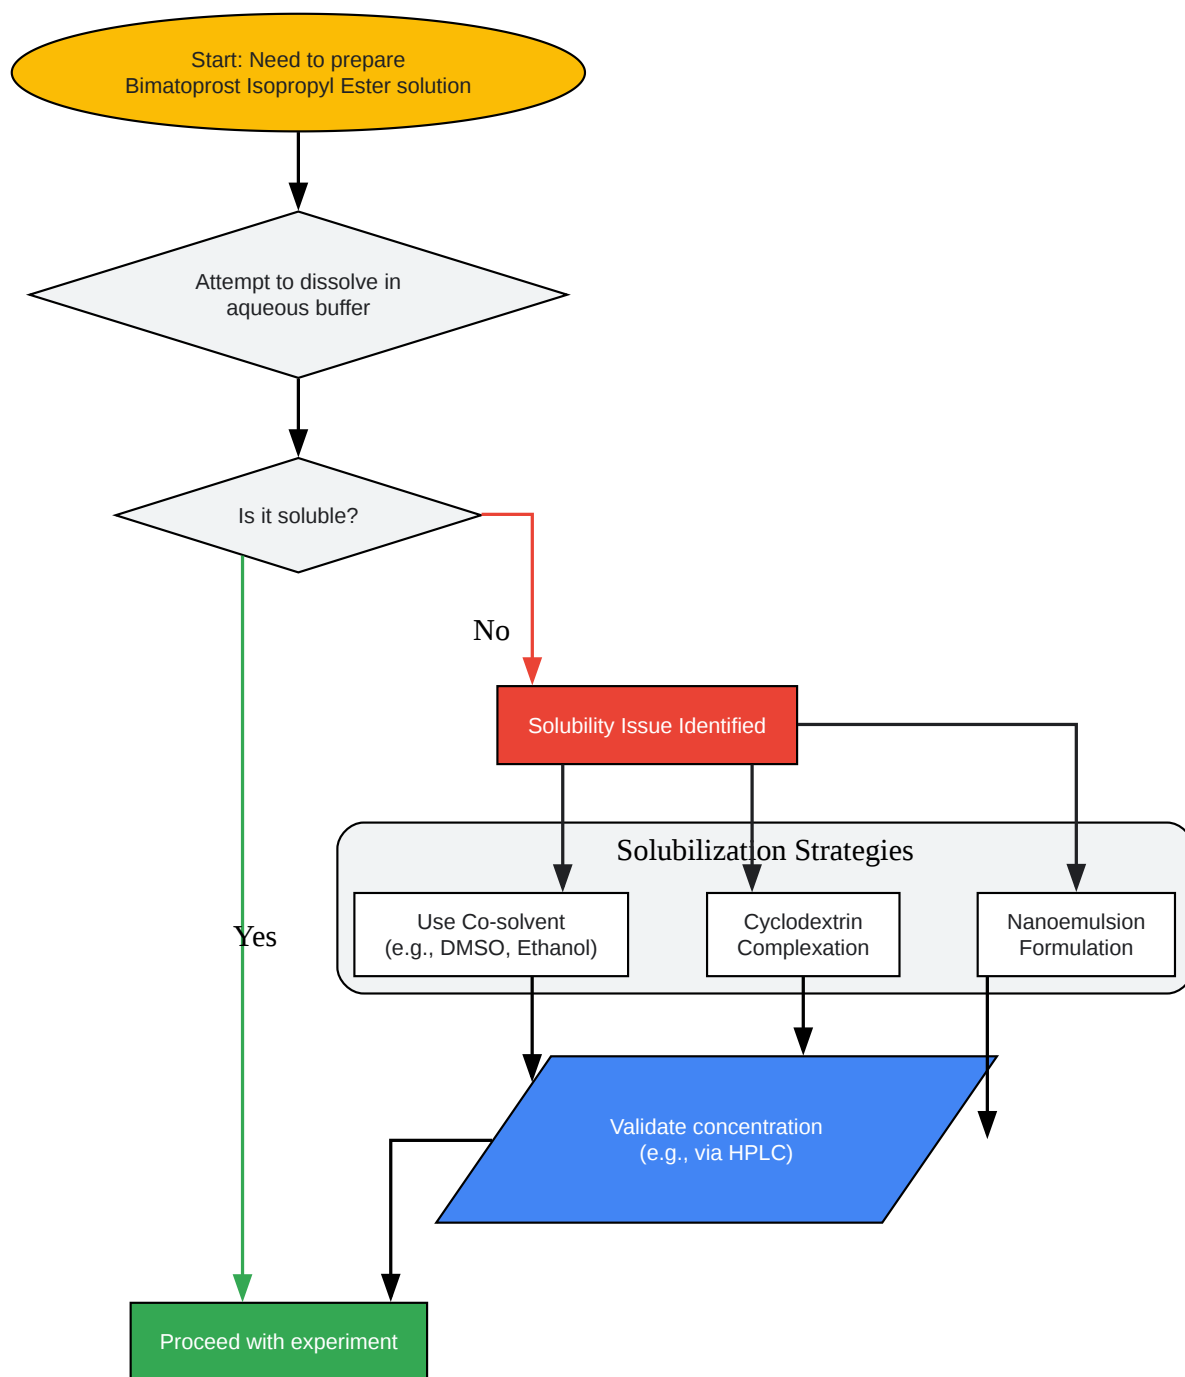 Start: Need to prepare
Bimatoprost Isopropyl Ester solution
Attempt to dissolve in
aqueous buffer
Is it soluble?
No
Solubility Issue Identified
Solubilization Strategies
Use Co-solvent
(e.g., DMSO, Ethanol)
Cyclodextrin
Complexation
Nanoemulsion
Formulation
Yes
Validate concentration
(e.g., via HPLC)
Proceed with experiment